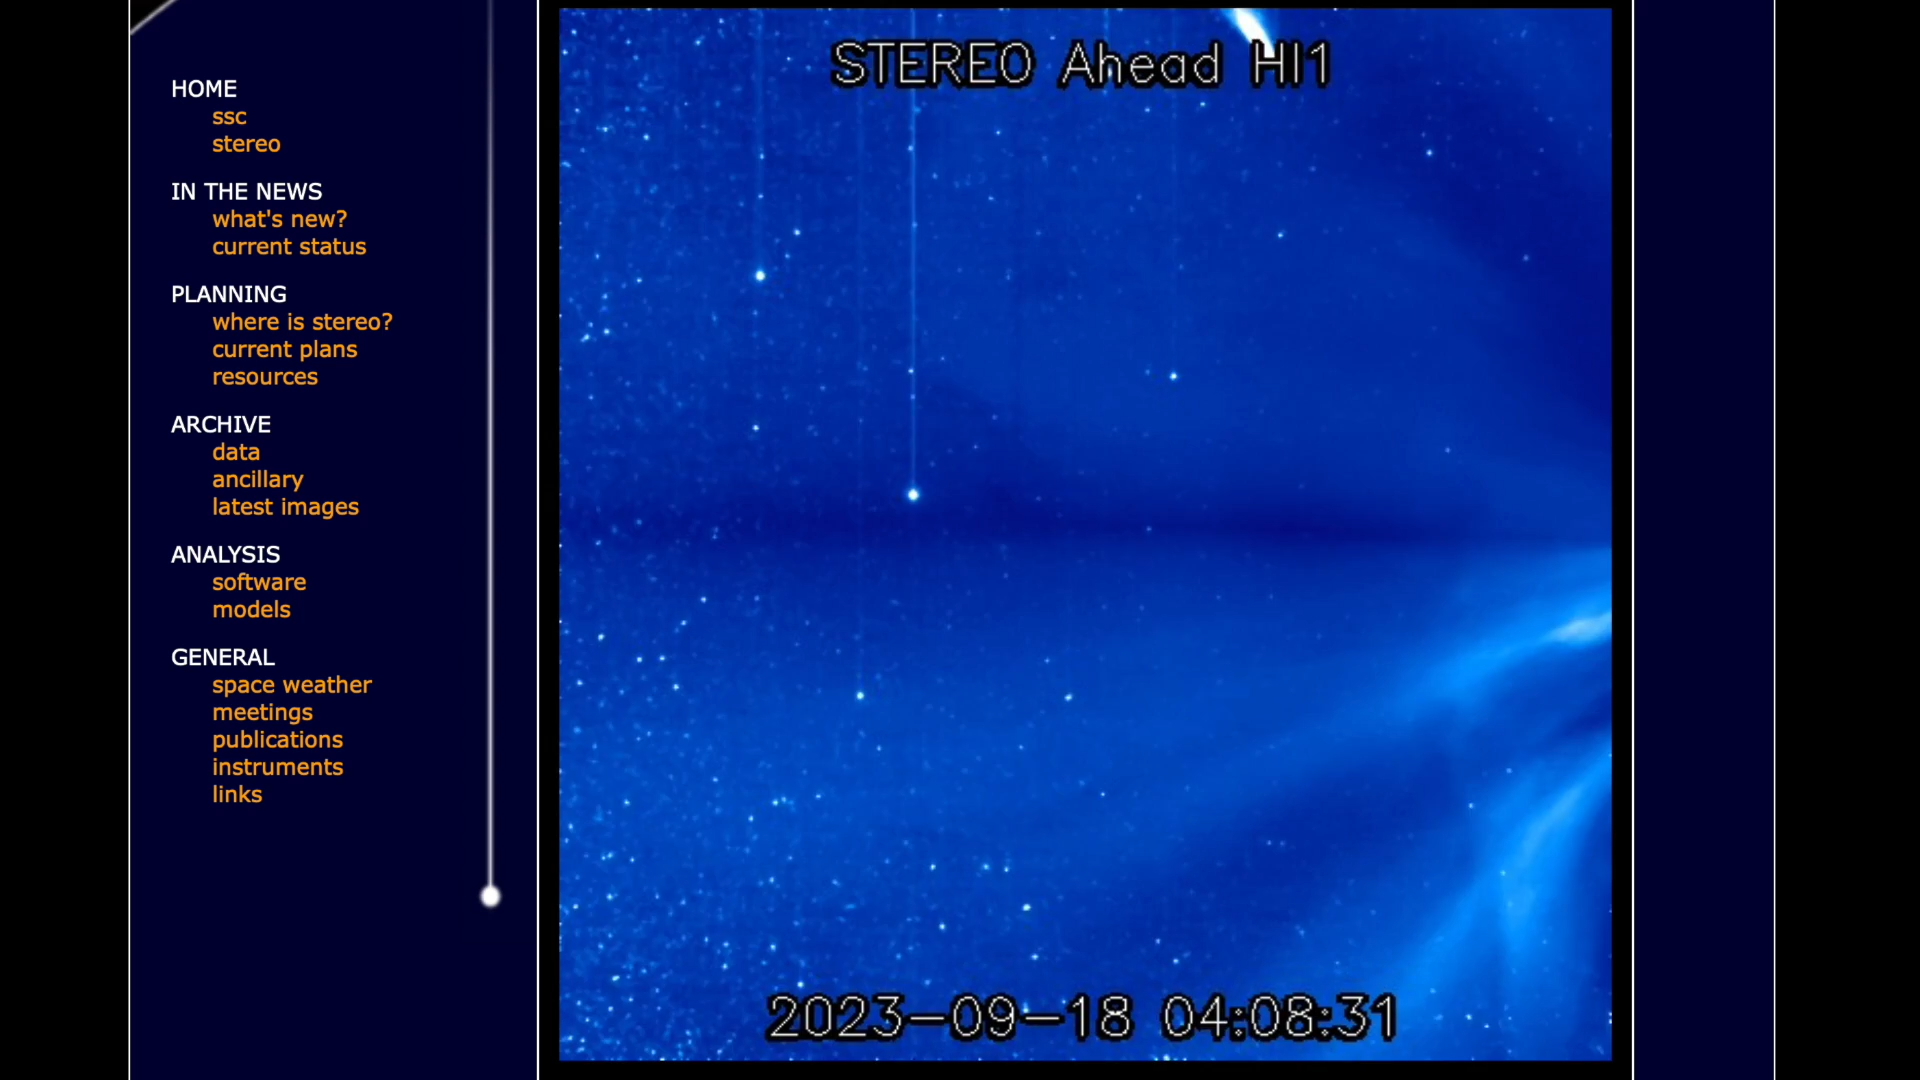 HOME
ssc
stereo
IN THE NEWS
what's new?
current status
PLANNING
where is stereo?
current plans
resources
ARCHIVE
data
ancillary
latest images
ANALYSIS
software
models
GENERAL
space weather
meetings
publications
instruments
links
STEREO Ahead HI1
2023-09-18 04:08:31